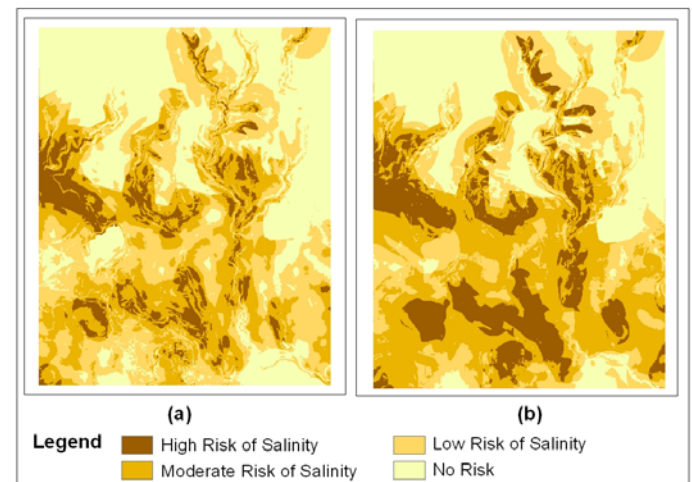 (a) (b)
Legend
High Risk of Salinity
Low Risk of Salinity
Moderate Risk of Salinity
No Risk